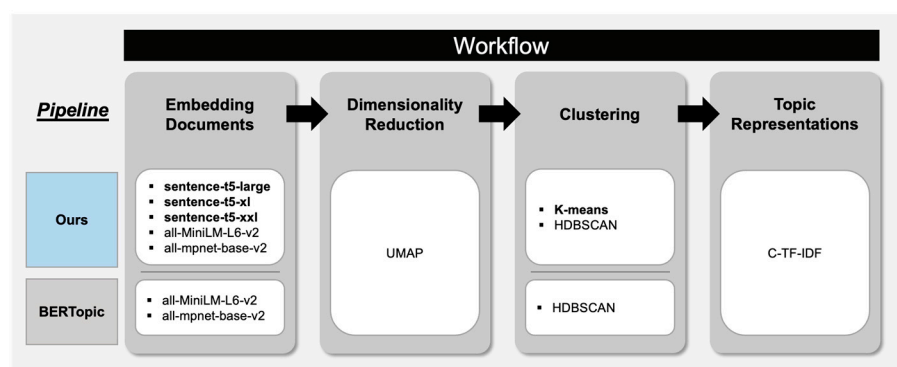 Workflow
Pipeline
Embedding
Documents
Dimensionality
Reduction
Clustering
Topic
Representations
Ours
▪ sentence-t5-large
▪ sentence-t5-xl
▪ sentence-t5-xxl
▪ all-MiniLM-L6-v2
▪ all-mpnet-base-v2
UMAP
▪ K-means
▪ HDBSCAN
C-TF-IDF
BERTopic
▪ all-MiniLM-L6-v2
▪ all-mpnet-base-v2
▪ HDBSCAN